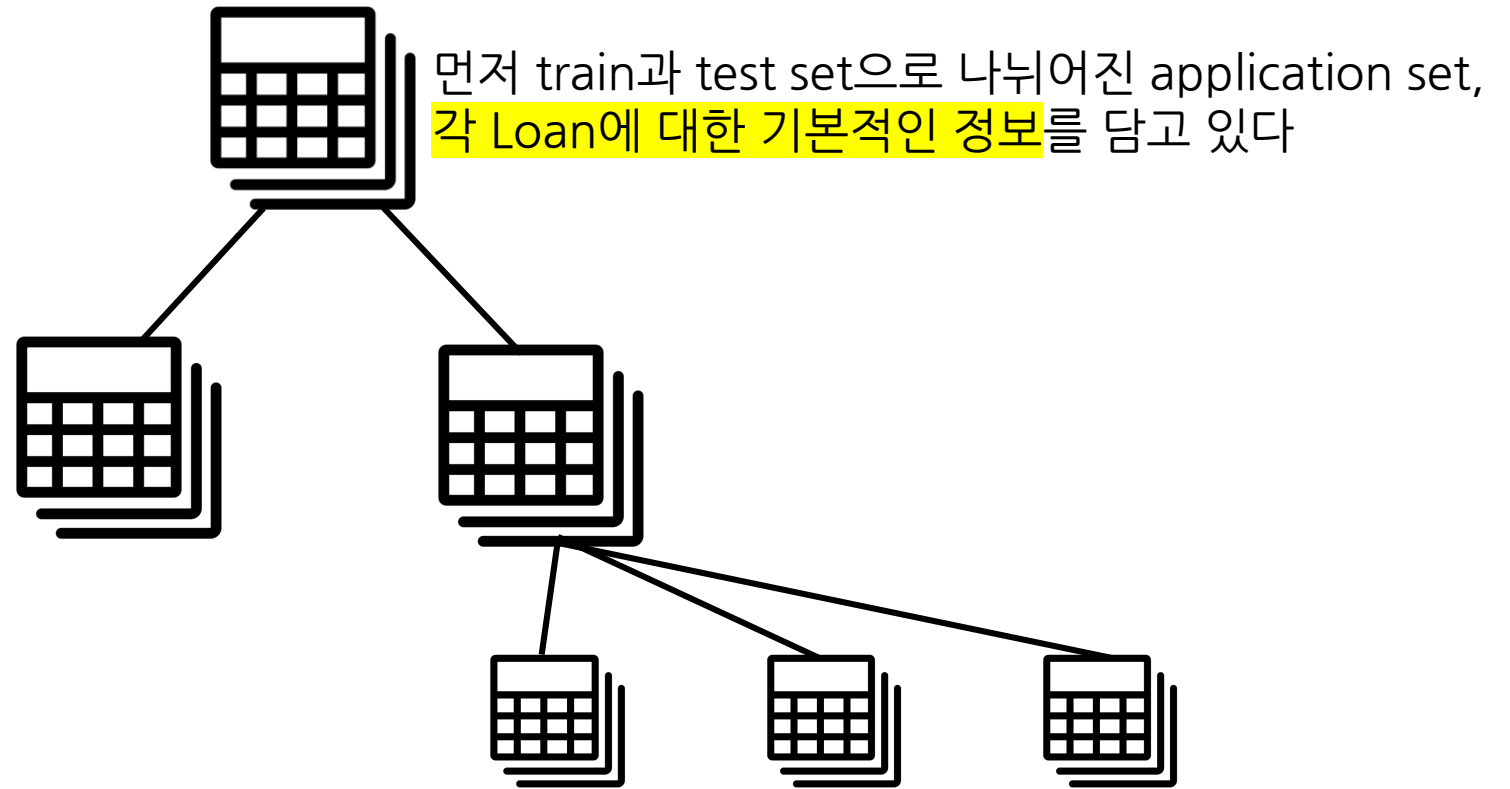 먼저 train과 test set으로 나뉘어진 application set,
각 Loan에 대한 기본적인 정보를 담고 있다